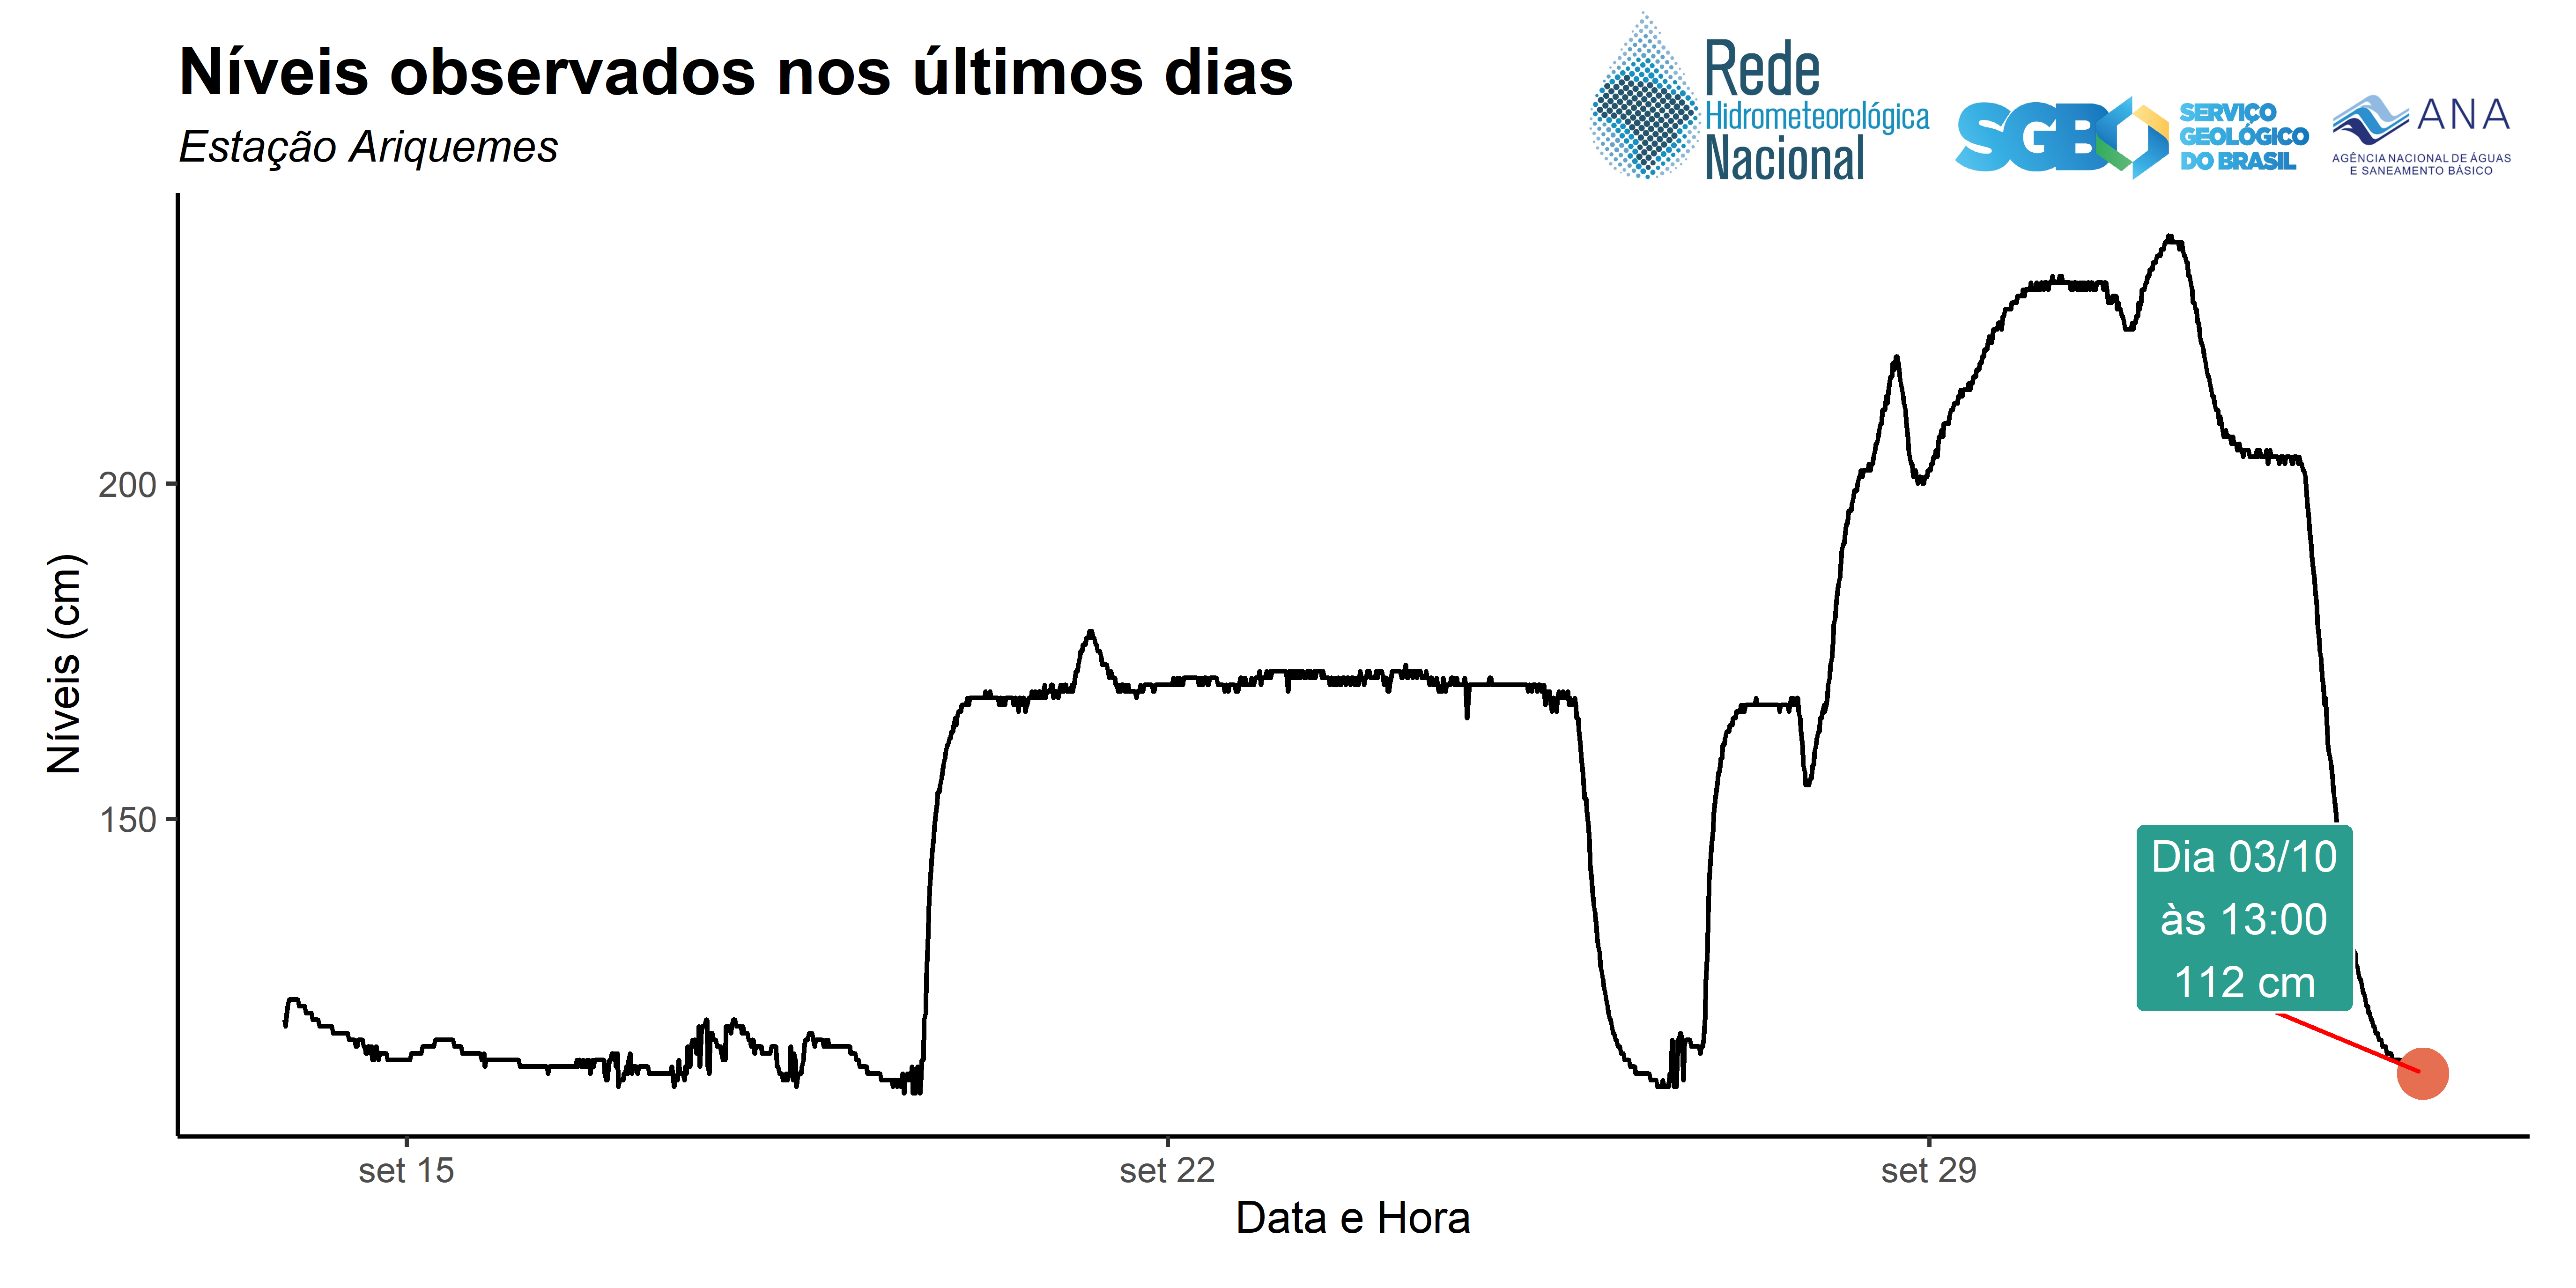 Níveis observados nos últimos dias
Estação Ariquemes
Rede
Hidrometeorológica
Nacional
SGB
SERVIÇO
GEOLÓGICO
DO BRASIL
ANA
AGÊNCIA NACIONAL DE ÁGUAS
E SANEAMENTO BÁSICO
Níveis (cm)
200
150
Dia 03/10
às 13:00
112 cm
set 15
set 22
set 29
Data e Hora